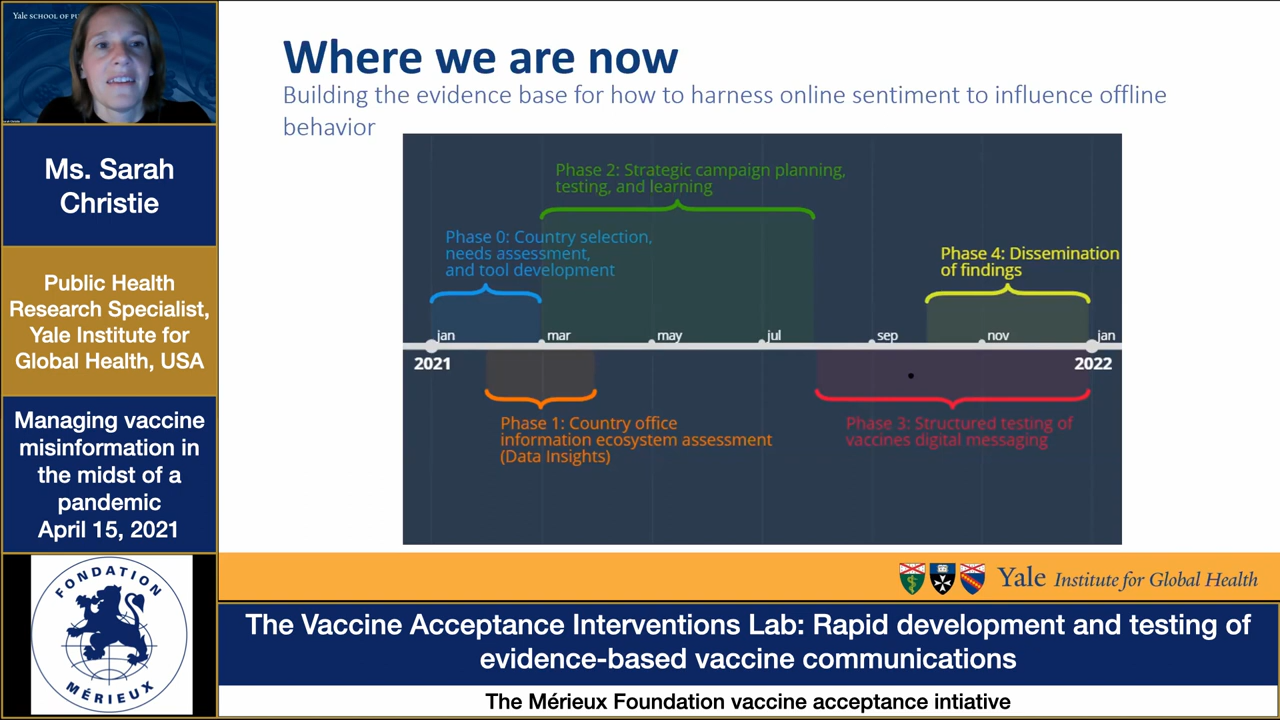 Yale SCHOOL OF PU
Ms. Sarah
Christie
Public Health
Research Specialist,
Yale Institute for
Global Health, USA
Managing vaccine
misinformation in
the midst of a
pandemic
April 15, 2021
FONDATION
MÉRIEUX
Where we are now
Building the evidence base for how to harness online sentiment to influence offline
behavior
Phase 2: Strategic campaign planning,
testing, and learning
Phase 0: Country selection,
needs assessment,
and tool development
Phase 4: Dissemination
of findings
jan mar may jul sep nov jan
2021 2022
Phase 1: Country office
information ecosystem assessment
(Data Insights)
Phase 3: Structured testing of
vaccines digital messaging
Yale Institute for Global Health
The Vaccine Acceptance Interventions Lab: Rapid development and testing of
evidence-based vaccine communications
The Mérieux Foundation vaccine acceptance intiative